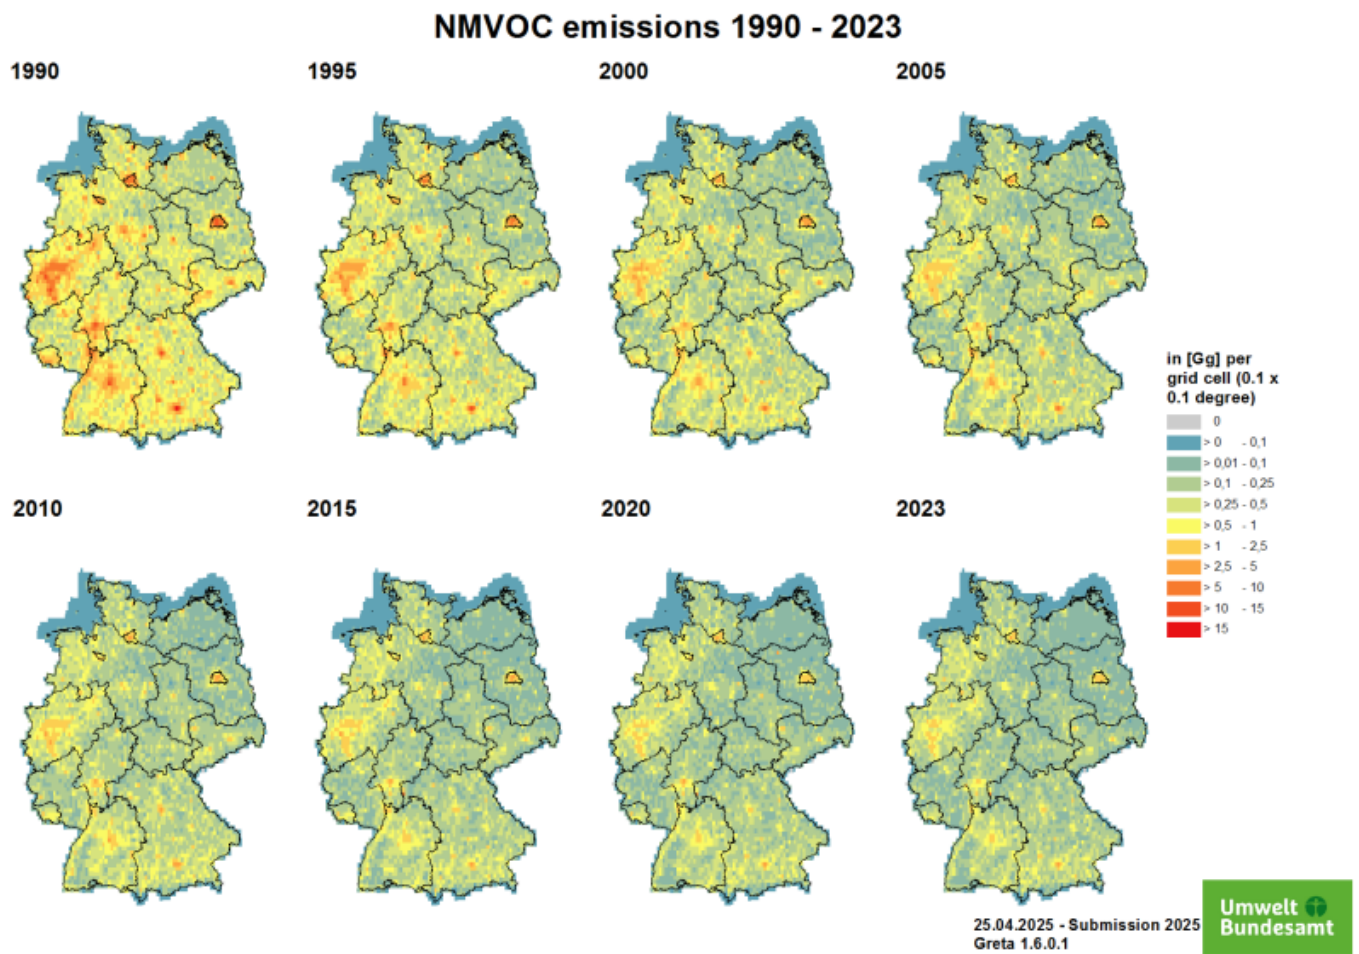 NMVOC emissions 1990 - 2023
1990
1995
2000
2005
in [Gg] per
grid cell (0.1 x
0.1 degree)
0
> 0 - 0,1
> 0,01 - 0,1
> 0,1 - 0,25
> 0,25 - 0,5
> 0,5 - 1
> 1 - 2,5
> 2,5 - 5
> 5 - 10
> 10 - 15
> 15
2010
2015
2020
2023
25.04.2025 - Submission 2025
Greta 1.6.0.1
Umwelt
Bundesamt